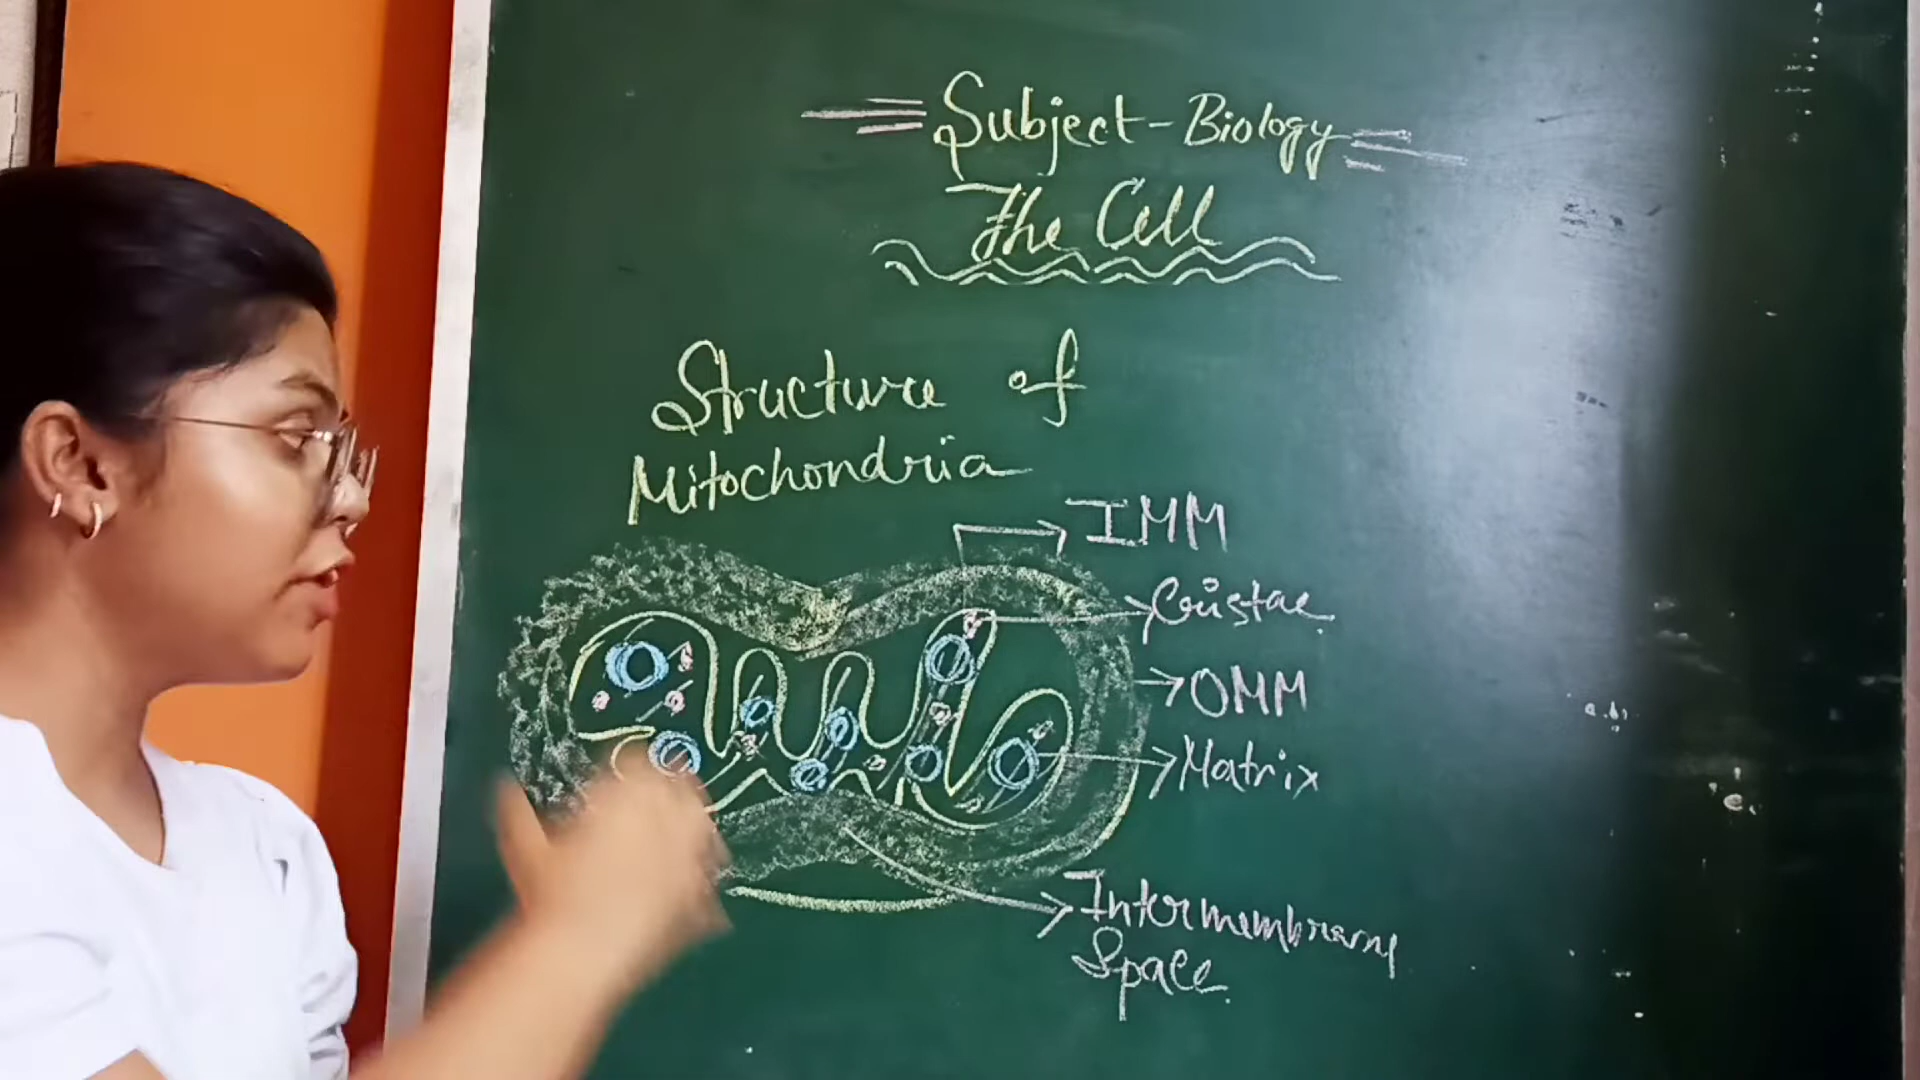 Subject - Biology
The Cell
Structure of
Mitochondria
IMM
Cristae
OMM
Matrix
Intermembrane
Space